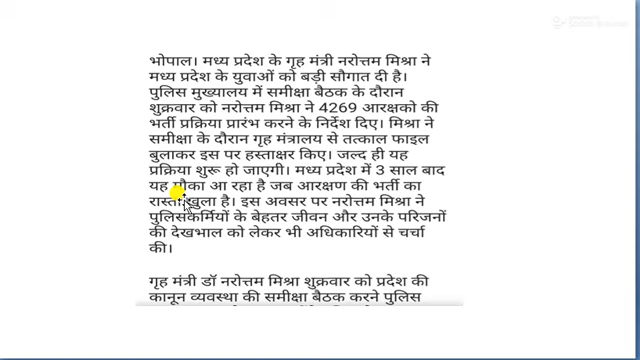 भोपाल। मध्य प्रदेश के गृह मंत्री नरोत्तम मिश्रा ने
मध्य प्रदेश के युवाओं को बड़ी सौगात दी है।
पुलिस मुख्यालय में समीक्षा बैठक के दौरान
शुक्रवार को नरोत्तम मिश्रा ने 4269 आरक्षको की
भर्ती प्रक्रिया प्रारंभ करने के निर्देश दिए। मिश्रा ने
समीक्षा के दौरान गृह मंत्रालय से तत्काल फाइल
बुलाकर इस पर हस्ताक्षर किए। जल्द ही यह
प्रक्रिया शुरू हो जाएगी। मध्य प्रदेश में 3 साल बाद
यह मौका आ रहा है जब आरक्षण की भर्ती का
रास्ता खुला है। इस अवसर पर नरोत्तम मिश्रा ने
पुलिसकर्मियों के बेहतर जीवन और उनके परिजनों
की देखभाल को लेकर भी अधिकारियों से चर्चा
की।
गृह मंत्री डॉ नरोत्तम मिश्रा शुक्रवार को प्रदेश की
कानून व्यवस्था की समीक्षा बैठक करने पुलिस